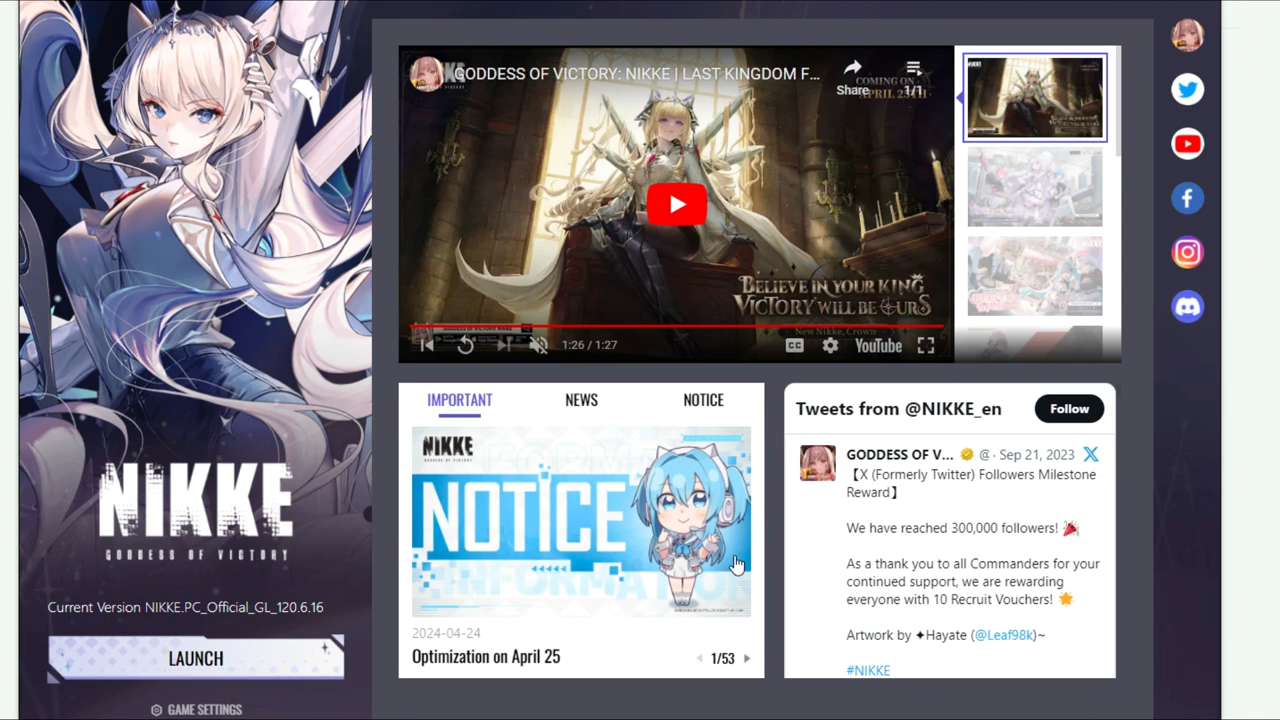 GODDESS OF VICTORY: NIKKE | LAST KINGDOM F...
Share
1/1
COMING ON
APRIL 25TH
BELIEVE IN YOUR KING
VICTORY WILL BE OURS
New Nikke, Crown
1:26 / 1:27
CC
YouTube
NIKKE
GODDESS OF VICTORY
Current Version NIKKE.PC_Official_GL_120.6.16
LAUNCH
GAME SETTINGS
IMPORTANT
NEWS
NOTICE
NIKKE
NOTICE
2024-04-24
Optimization on April 25
1/53
Tweets from @NIKKE_en
Follow
GODDESS OF V... @ · Sep 21, 2023
【X (Formerly Twitter) Followers Milestone
Reward】
We have reached 300,000 followers! 🎉
As a thank you to all Commanders for your
continued support, we are rewarding
everyone with 10 Recruit Vouchers! 🌟
Artwork by ✦Hayate (@Leaf98k)~
#NIKKE